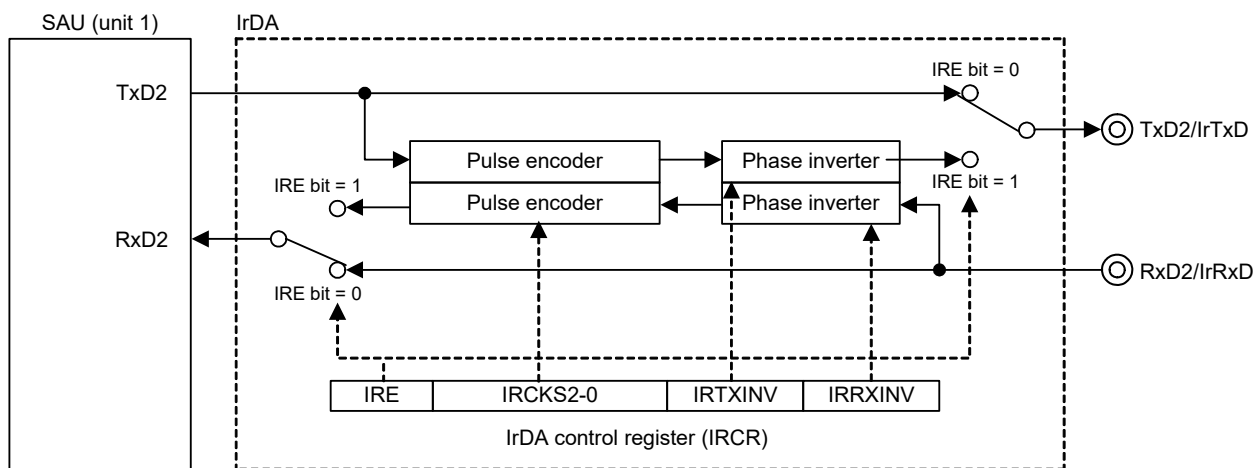 SAU (unit 1)
IrDA
IRE bit = 0
TxD2
TxD2/IrTxD
Pulse encoder
Phase inverter
IRE bit = 1
IRE bit = 1
Pulse encoder
Phase inverter
RxD2
RxD2/IrRxD
IRE bit = 0
IRE
IRCKS2-0
IRTXINV
IRRXINV
IrDA control register (IRCR)